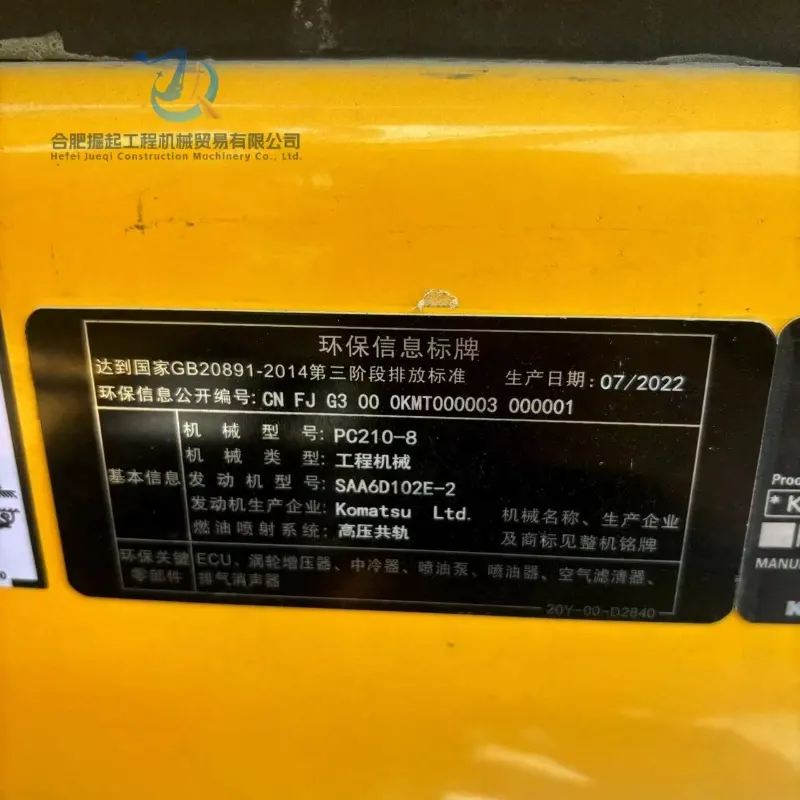 合肥掘起工程机械贸易有限公司
Hefei Jueqi Construction Machinery Co., Ltd.
环保信息标牌
达到国家GB20891-2014第三阶段排放标准 生产日期:07/2022
环保信息公开编号:CN FJ G3 00 0KMT000003 000001
基本信息
机械型号:PC210-8
机械类型:工程机械
发动机型号:SAA6D102E-2
发动机生产企业:Komatsu Ltd.
燃油喷射系统:高压共轨
机械名称、生产企业
及商标见整机铭牌
环保关键
零部件
ECU、涡轮增压器、中冷器、喷油泵、喷油器、空气滤清器、
排气消声器
20Y-00-D2840
Prod
*K
MANU
K